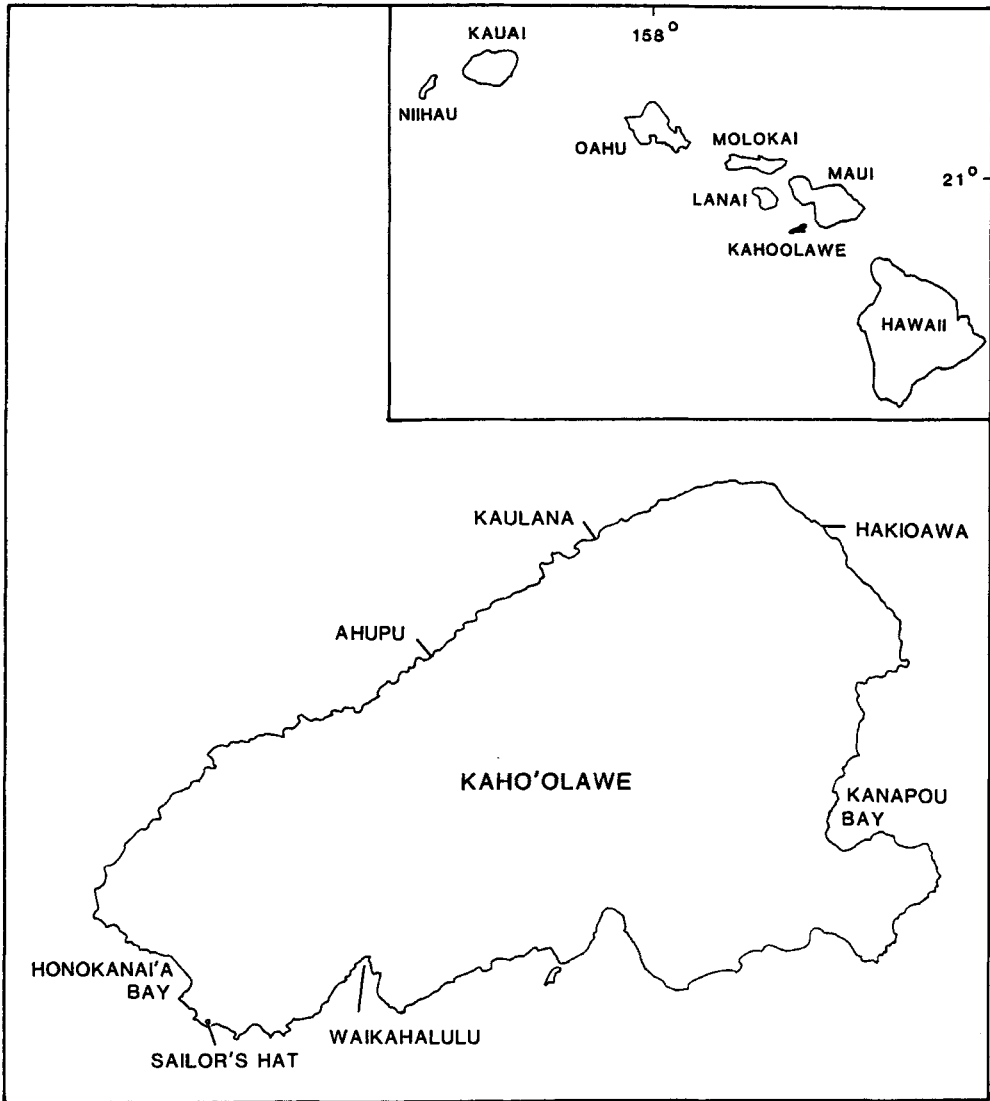 KAUAI
158°
NIIHAU
OAHU
MOLOKAI
MAUI
21°
LANAI
KAHOOLAWE
HAWAII
KAULANA
HAKIOAWA
AHUPU
KAHO'OLAWE
KANAPOU
BAY
HONOKANAI'A
BAY
WAIKAHALULU
SAILOR'S HAT